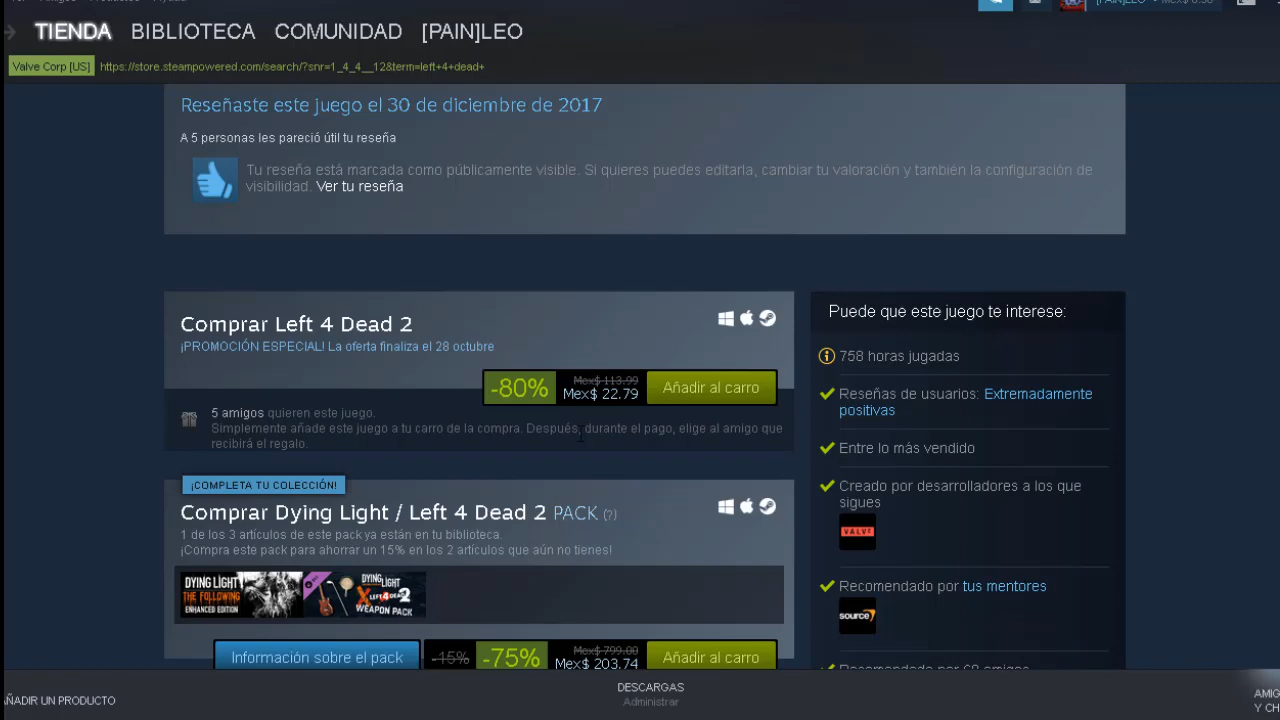 TIENDA BIBLIOTECA COMUNIDAD [PAIN]LEO
Valve Corp [US] https://store.steampowered.com/search/?snr=1_4_4__12&term=left+4+dead+
Reseñaste este juego el 30 de diciembre de 2017
A 5 personas les pareció útil tu reseña
Tu reseña está marcada como públicamente visible. Si quieres puedes editarla, cambiar tu valoración y también la configuración de
visibilidad. Ver tu reseña
Comprar Left 4 Dead 2
¡PROMOCIÓN ESPECIAL! La oferta finaliza el 28 octubre
-80% Mex$ 113.99
Mex$ 22.79
Añadir al carro
5 amigos quieren este juego.
Simplemente añade este juego a tu carro de la compra. Después, durante el pago, elige al amigo que
recibirá el regalo.
¡COMPLETA TU COLECCIÓN!
Comprar Dying Light / Left 4 Dead 2 PACK (?)
1 de los 3 artículos de este pack ya están en tu biblioteca.
¡Compra este pack para ahorrar un 15% en los 2 artículos que aún no tienes!
DYING LIGHT
THE FOLLOWING
ENHANCED EDITION
DYING LIGHT
X LEFT 4 DEAD 2
WEAPON PACK
Información sobre el pack
-15% -75% Mex$ 799.00
Mex$ 203.74
Añadir al carro
Puede que este juego te interese:
758 horas jugadas
Reseñas de usuarios: Extremadamente
positivas
Entre lo más vendido
Creado por desarrolladores a los que
sigues
VALVE
Recomendado por tus mentores
source
Recomendado por 68 amigos
AÑADIR UN PRODUCTO
DESCARGAS
Administrar
AMIG
Y CH